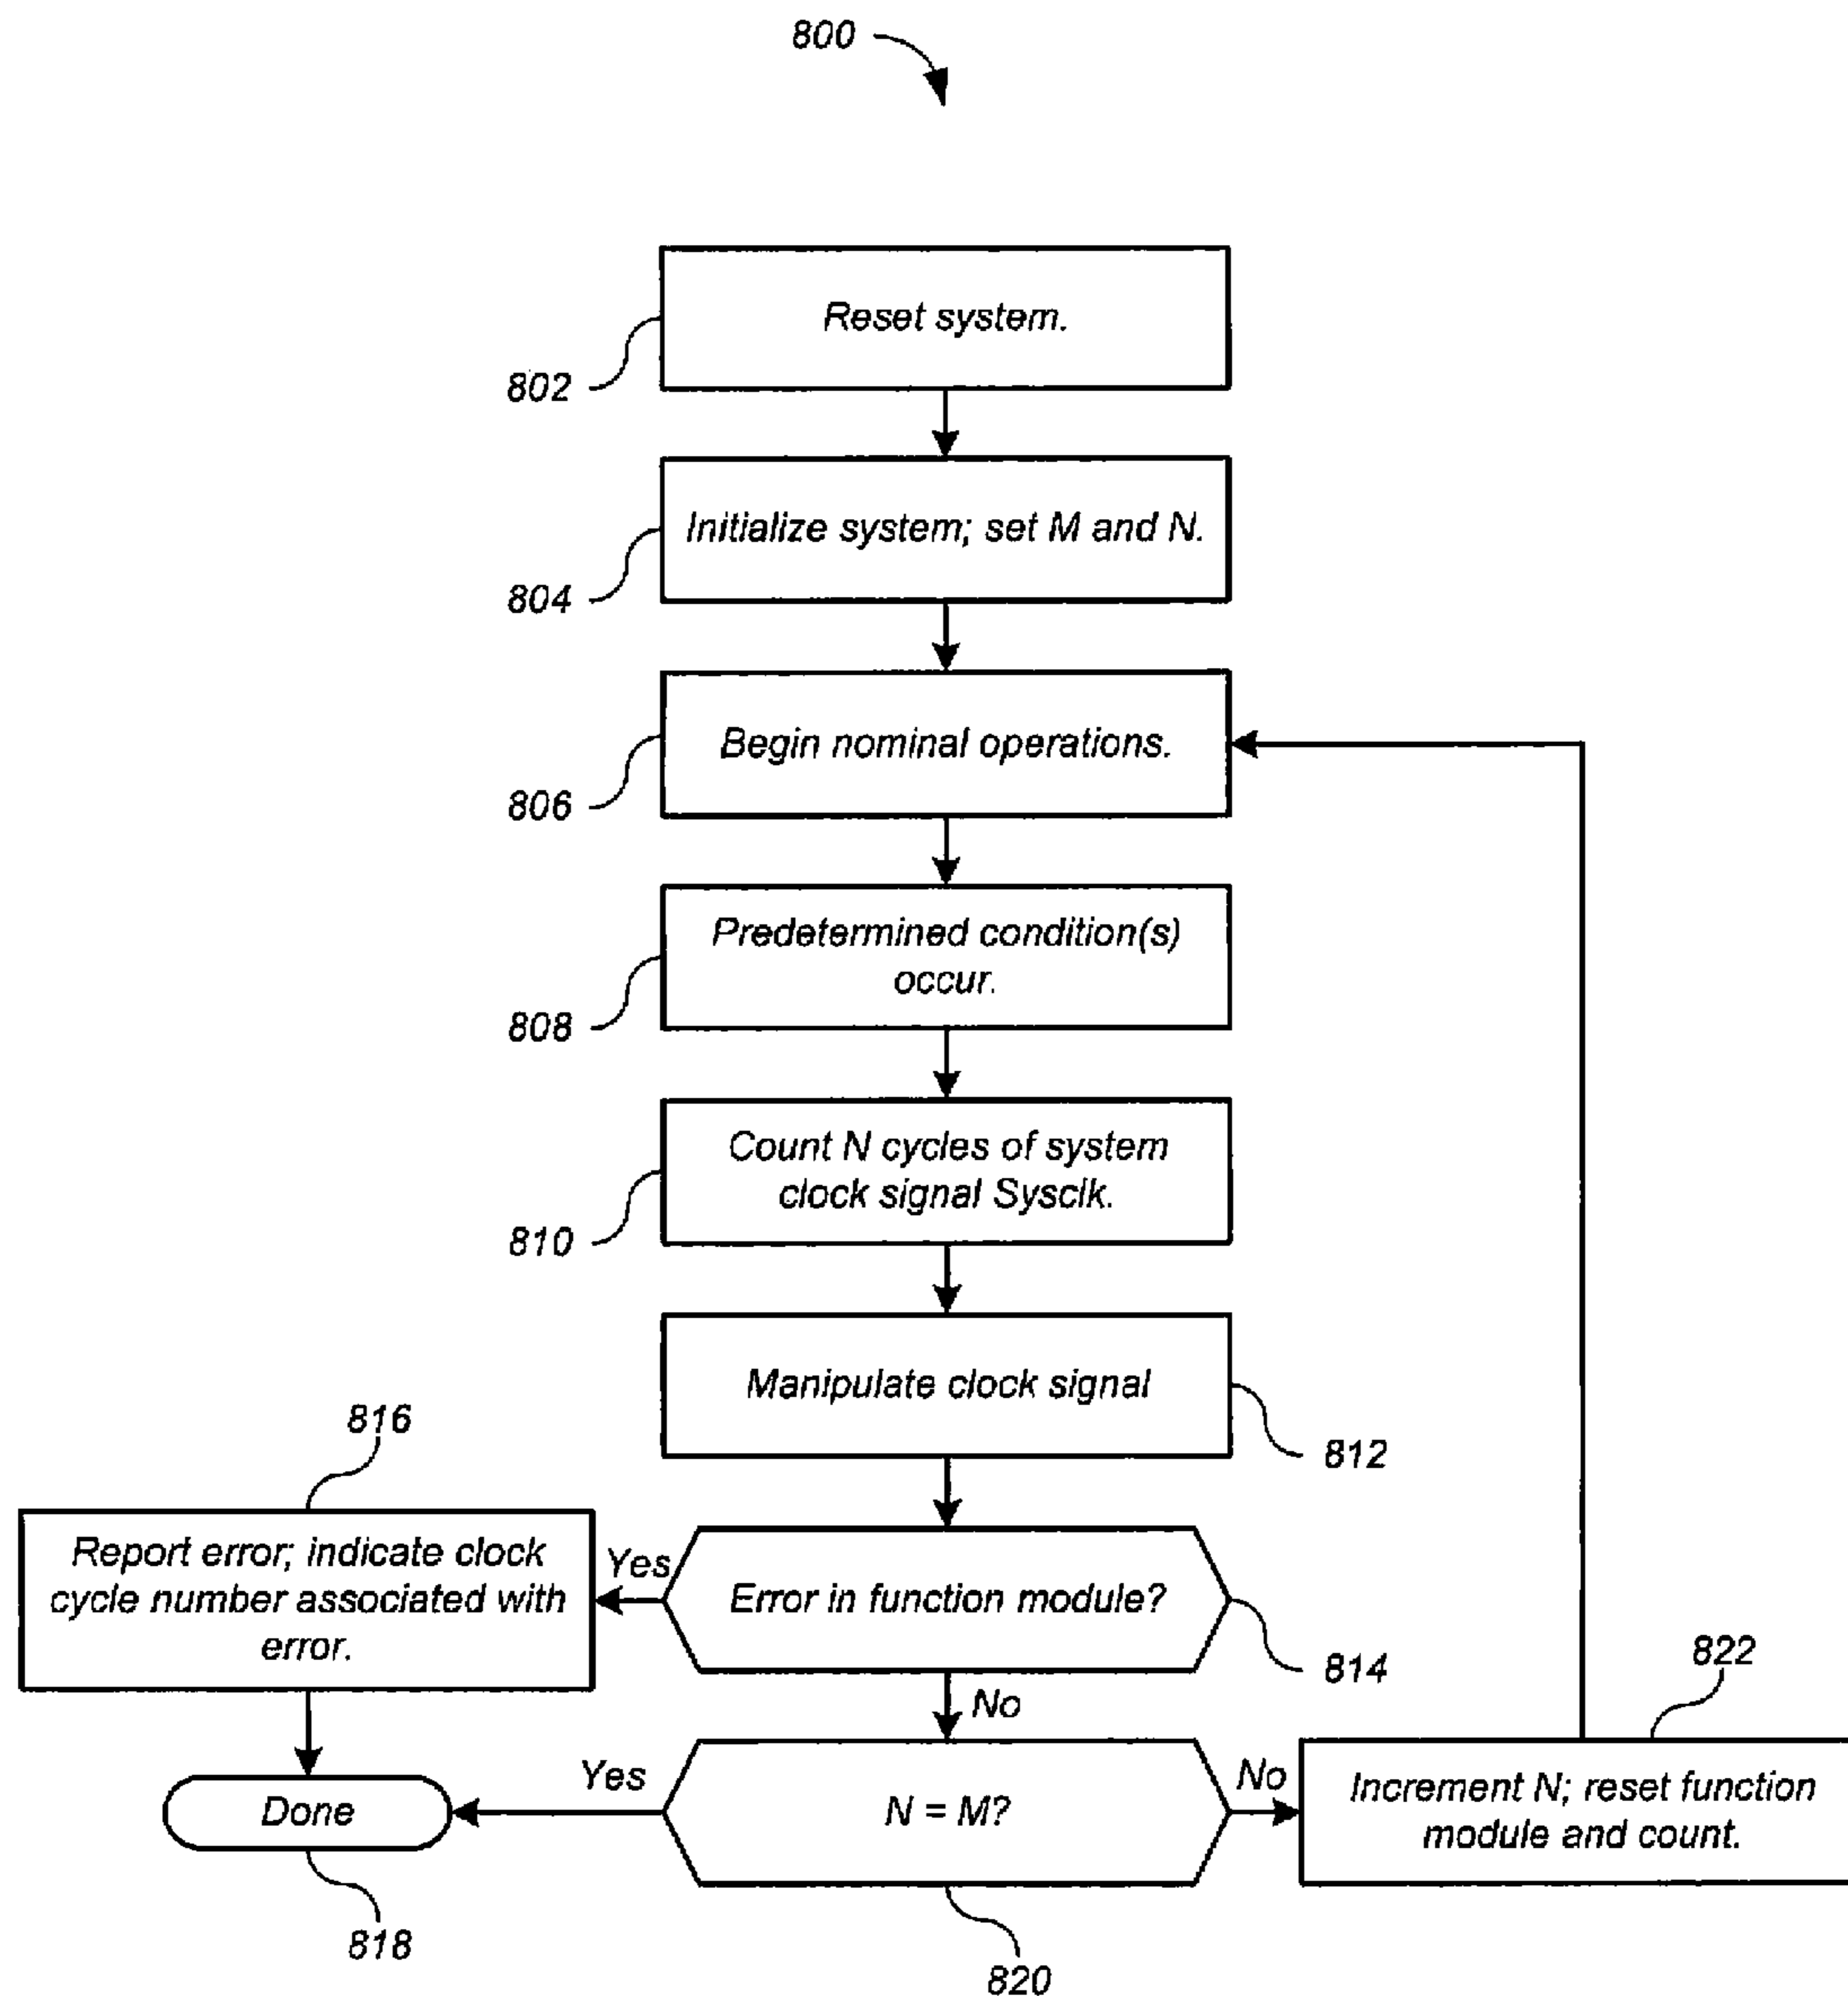 800
Reset system.
802
Initialize system; set M and N.
804
Begin nominal operations.
806
Predetermined condition(s)
occur.
808
Count N cycles of system
clock signal Sysclk.
810
Manipulate clock signal
812
816
Report error; indicate clock
cycle number associated with
error.
Yes
Error in function module?
814
No
822
Done
Yes
N = M?
No
Increment N; reset function
module and count.
818
820